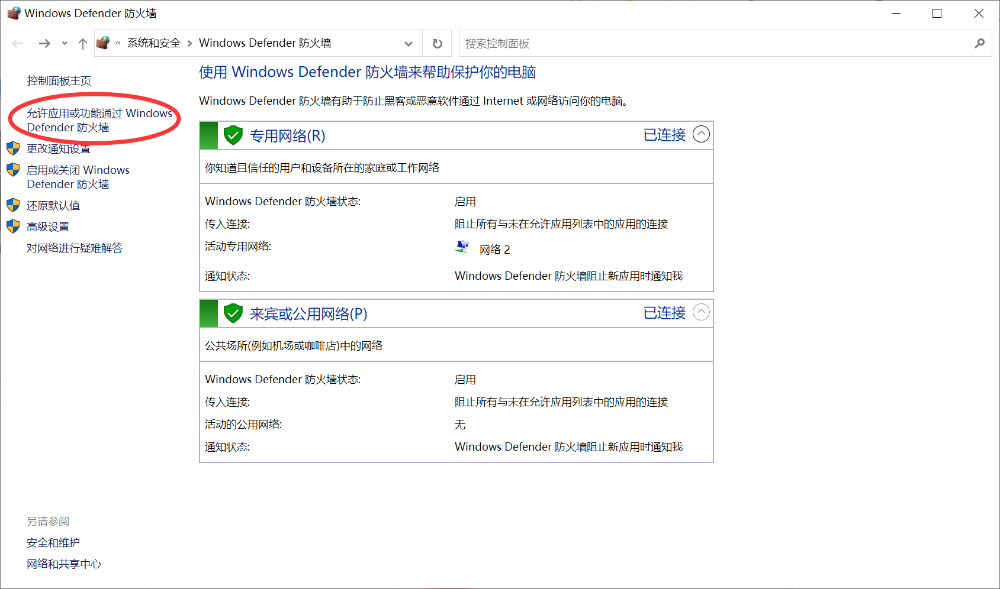 Windows Defender 防火墙
« 系统和安全 > Windows Defender 防火墙
搜索控制面板
控制面板主页
允许应用或功能通过 Windows
Defender 防火墙
更改通知设置
启用或关闭 Windows
Defender 防火墙
还原默认值
高级设置
对网络进行疑难解答
使用 Windows Defender 防火墙来帮助保护你的电脑
Windows Defender 防火墙有助于防止黑客或恶意软件通过 Internet 或网络访问你的电脑。
专用网络(R) 已连接
你知道且信任的用户和设备所在的家庭或工作网络
Windows Defender 防火墙状态: 启用
传入连接: 阻止所有与未在允许应用列表中的应用的连接
活动专用网络: 网络 2
通知状态: Windows Defender 防火墙阻止新应用时通知我
来宾或公用网络(P) 已连接
公共场所(例如机场或咖啡店)中的网络
Windows Defender 防火墙状态: 启用
传入连接: 阻止所有与未在允许应用列表中的应用的连接
活动的公用网络: 无
通知状态: Windows Defender 防火墙阻止新应用时通知我
另请参阅
安全和维护
网络和共享中心